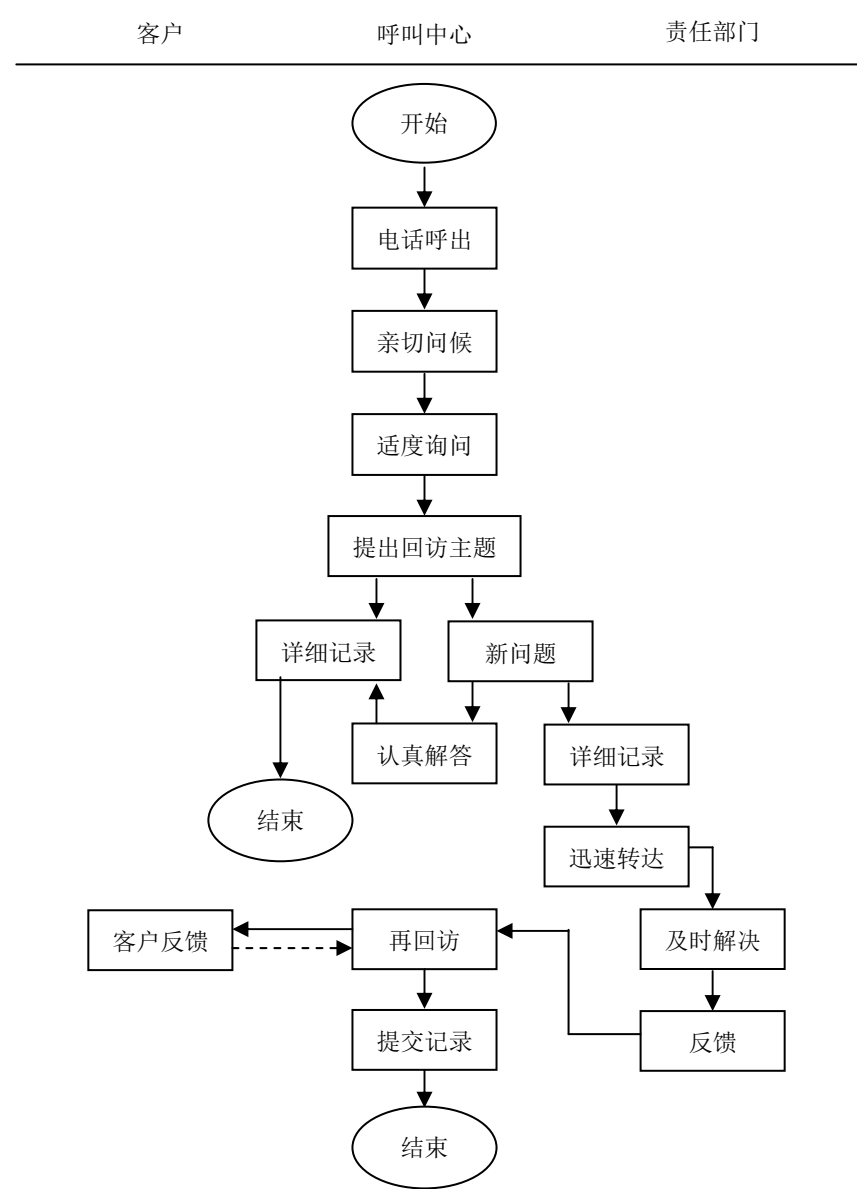 客户 呼叫中心 责任部门
开始
电话呼出
亲切问候
适度询问
提出回访主题
详细记录 新问题
认真解答 详细记录
结束
迅速转达
客户反馈 再回访 及时解决
提交记录 反馈
结束